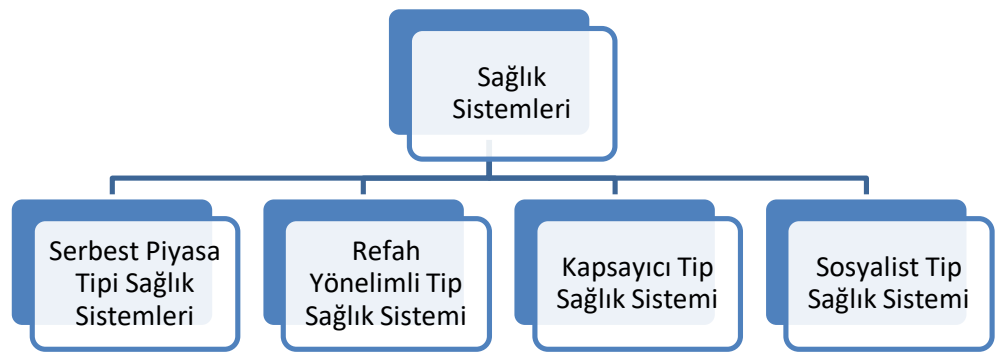 Sağlık
Sistemleri
Serbest Piyasa
Tipi Sağlık
Sistemleri
Refah
Yönelimli Tip
Sağlık Sistemi
Kapsayıcı Tip
Sağlık Sistemi
Sosyalist Tip
Sağlık Sistemi